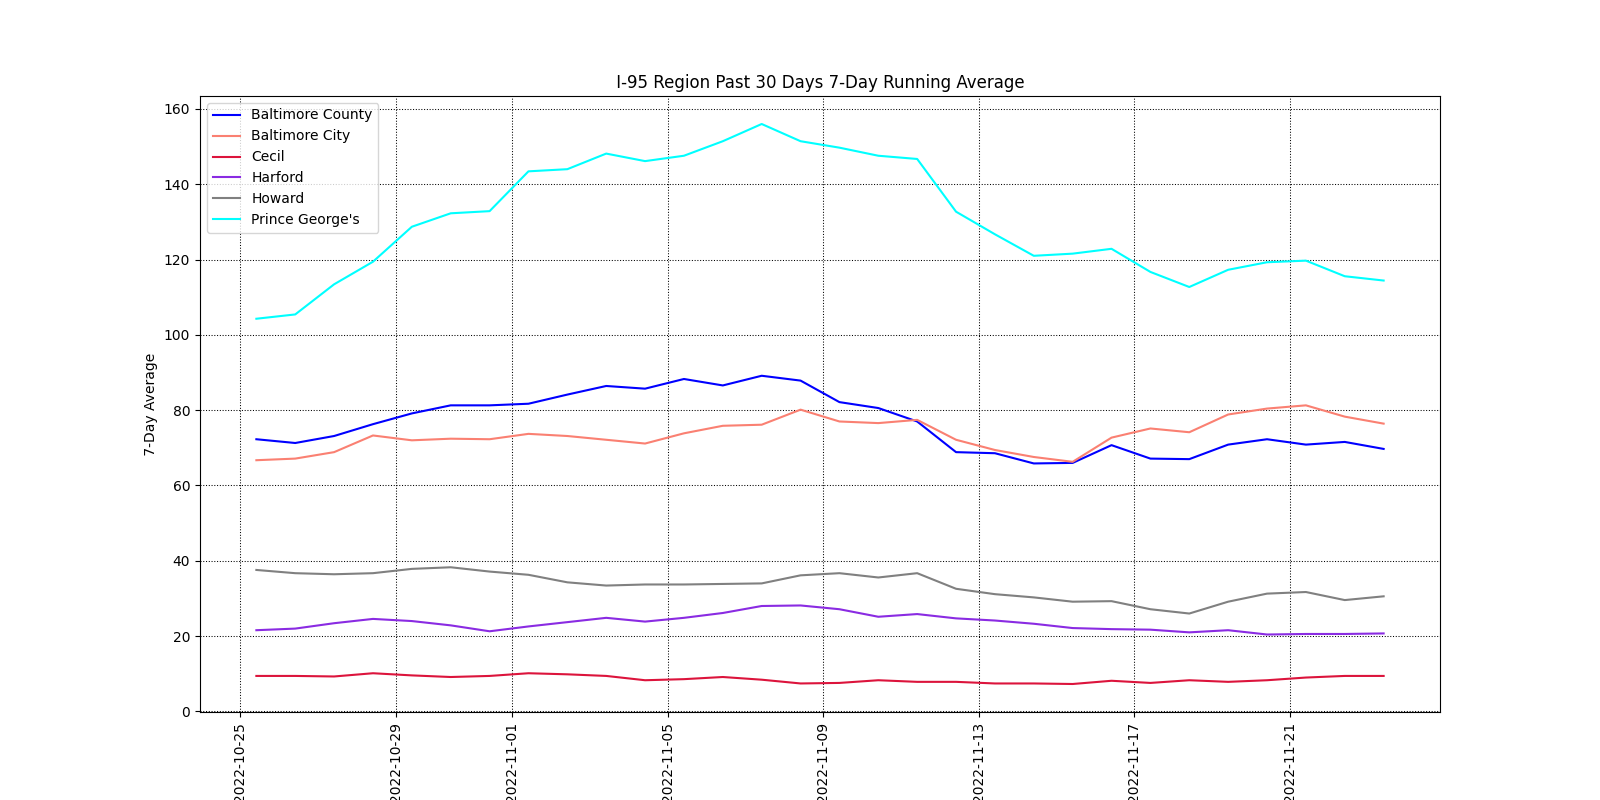 I-95 Region Past 30 Days 7-Day Running Average
Baltimore County
Baltimore City
Cecil
Harford
Howard
Prince George's
7-Day Average
160
140
120
100
80
60
40
20
0
2022-10-25
2022-10-29
2022-11-01
2022-11-05
2022-11-09
2022-11-13
2022-11-17
2022-11-21